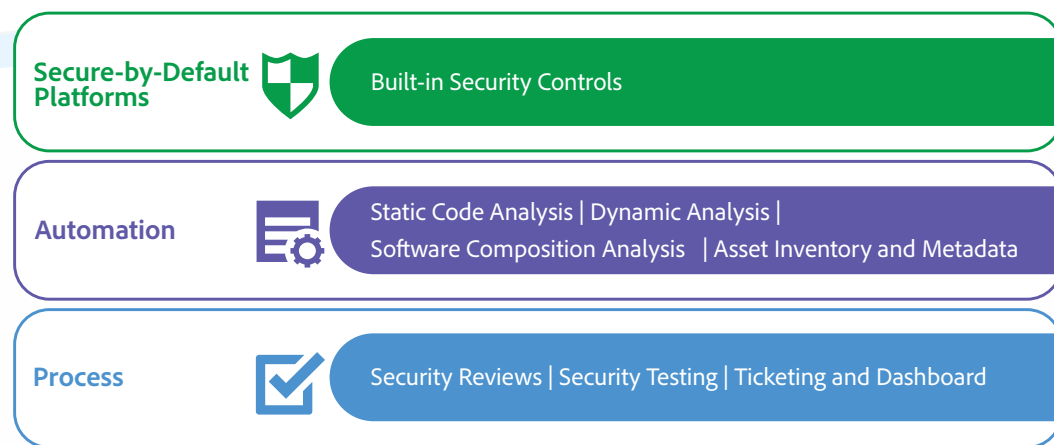 Secure-by-Default
Platforms
Built-in Security Controls
Automation
Static Code Analysis | Dynamic Analysis |
Software Composition Analysis | Asset Inventory and Metadata
Process
Security Reviews | Security Testing | Ticketing and Dashboard